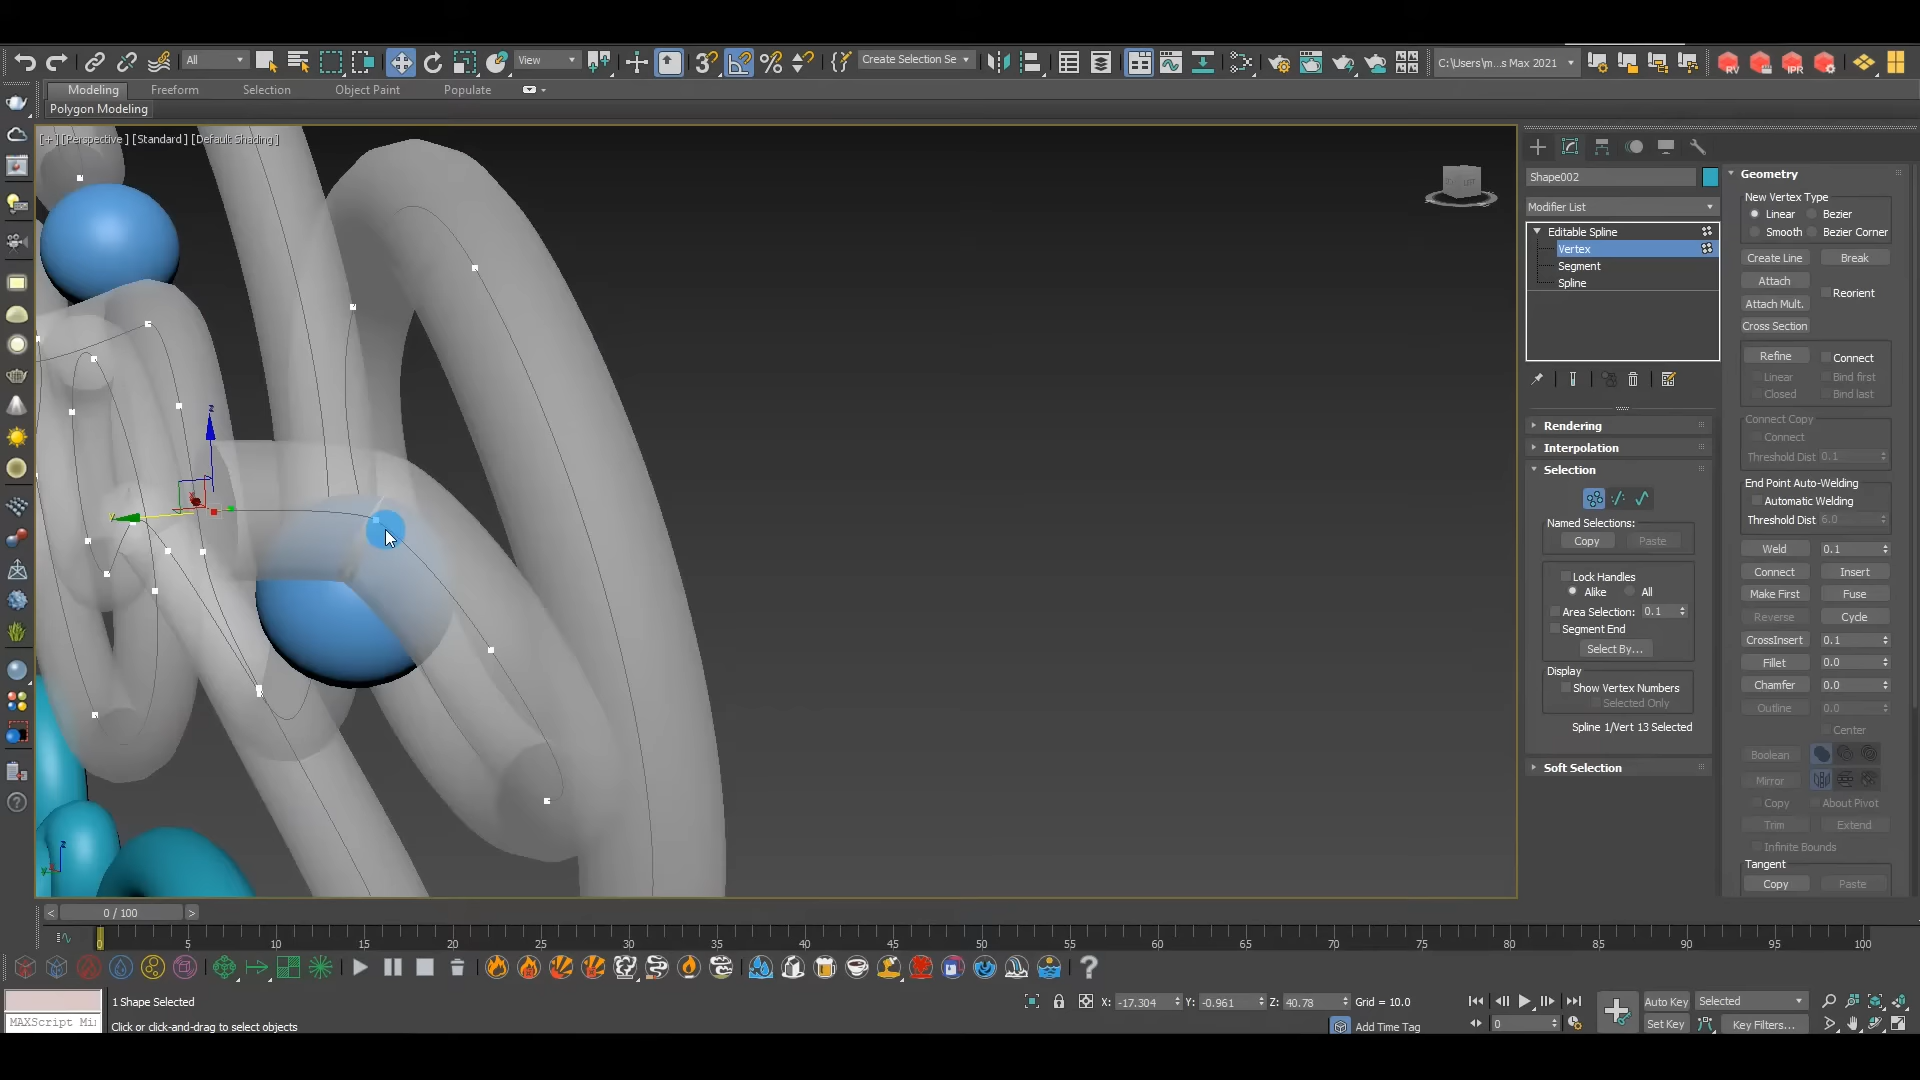 All
View
Create Selection Se
C:\Users\m...s Max 2021
Modeling
Freeform
Selection
Object Paint
Populate
Polygon Modeling
[+] [Perspective] [Standard] [Default Shading]
Shape002
Modifier List
Editable Spline
Vertex
Segment
Spline
Rendering
Interpolation
Selection
Named Selections:
Copy
Paste
Lock Handles
Alike
All
Area Selection:
0.1
Segment End
Select By...
Display
Show Vertex Numbers
Selected Only
Spline 1/Vert 13 Selected
Soft Selection
Geometry
New Vertex Type
Linear
Bezier
Smooth
Bezier Corner
Create Line
Break
Attach
Reorient
Attach Mult.
Cross Section
Refine
Connect
Linear
Bind first
Closed
Bind last
Connect Copy
Connect
Threshold Dist
0.1
End Point Auto-Welding
Automatic Welding
Threshold Dist
6.0
Weld
0.1
Connect
Insert
Make First
Fuse
Reverse
Cycle
CrossInsert
0.1
Fillet
0.0
Chamfer
0.0
Outline
0.0
Center
Boolean
Mirror
Copy
About Pivot
Trim
Extend
Infinite Bounds
Tangent
Copy
Paste
z
x
y
z
y
<
0 / 100
>
0 5 10 15 20 25 30 35 40 45 50 55 60 65 70 75 80 85 90 95 100
1 Shape Selected
X: -17.304
Y: -0.961
Z: 40.78
Grid = 10.0
Auto Key
Selected
MAXScript Mi
Click or click-and-drag to select objects
Add Time Tag
0
Set Key
Key Filters...